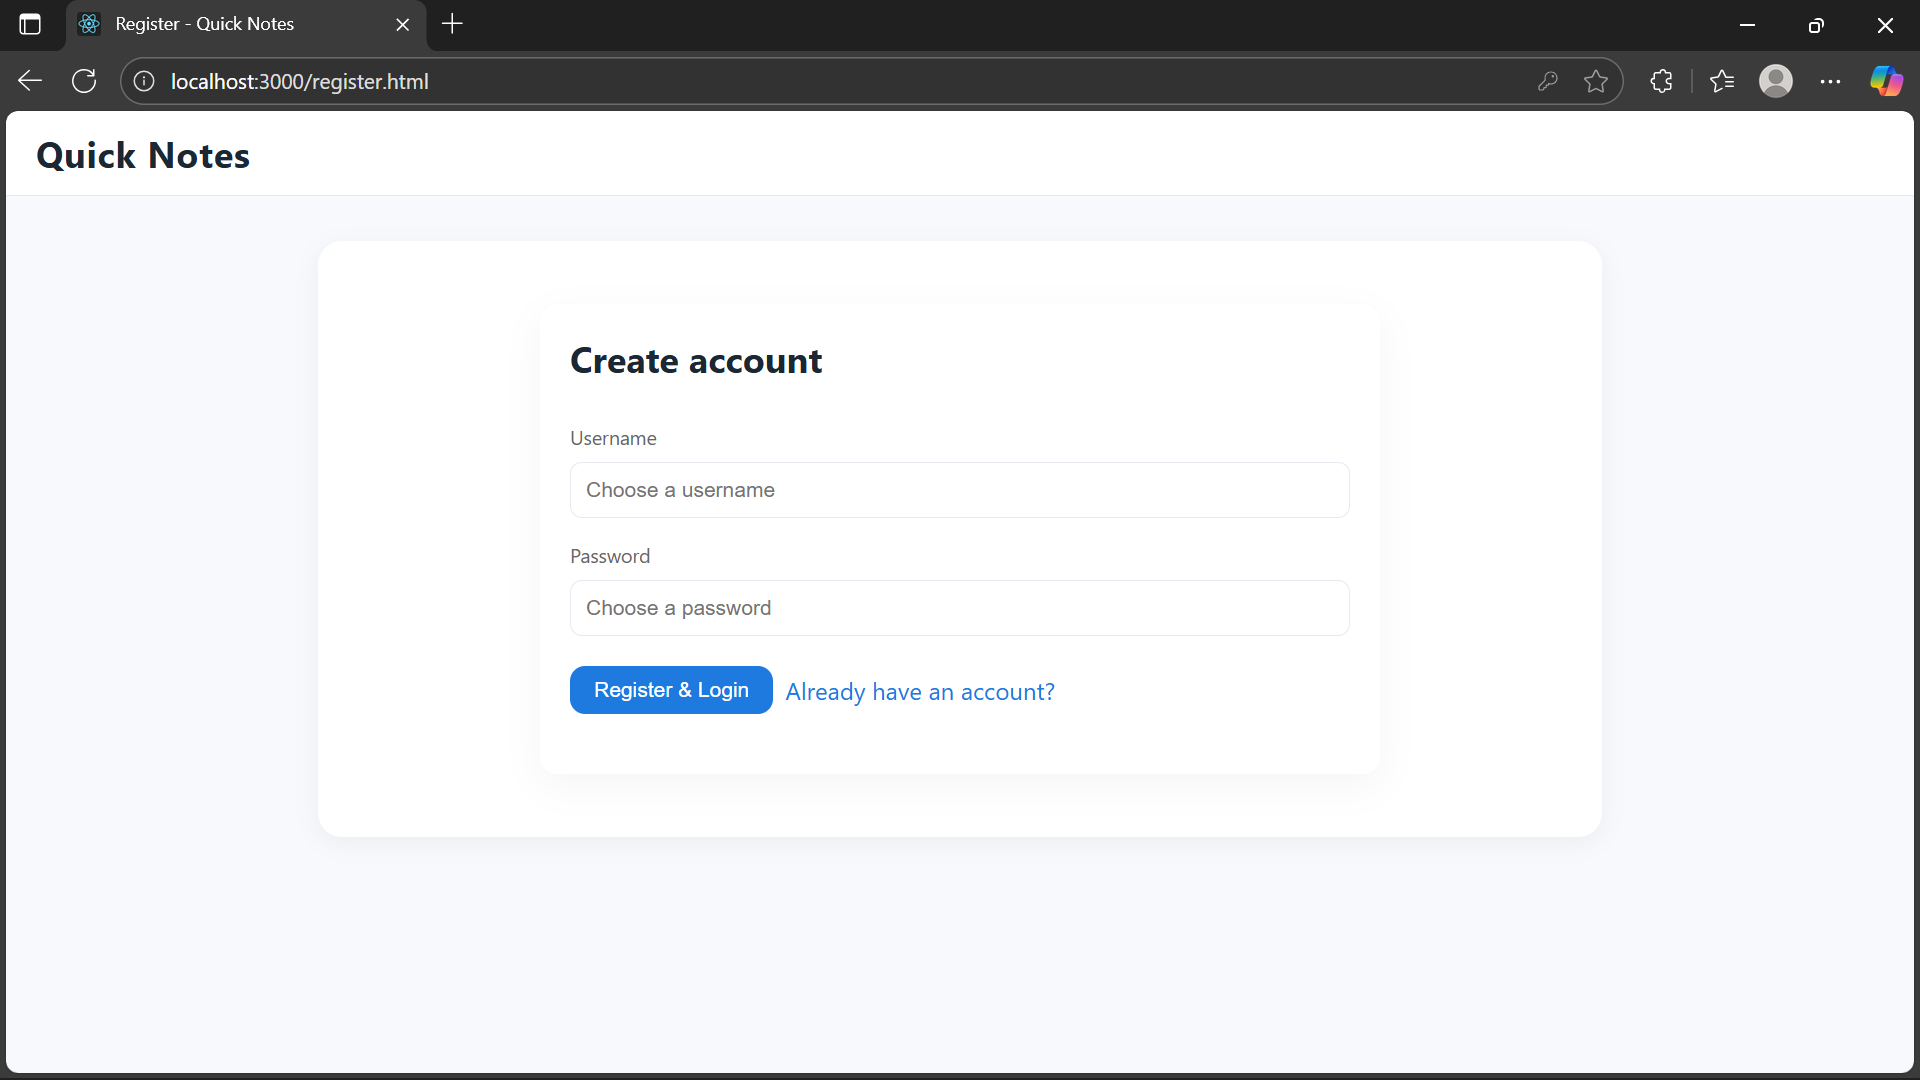 Register - Quick Notes
localhost:3000/register.html
Quick Notes
Create account
Username
Choose a username
Password
Choose a password
Register & Login Already have an account?